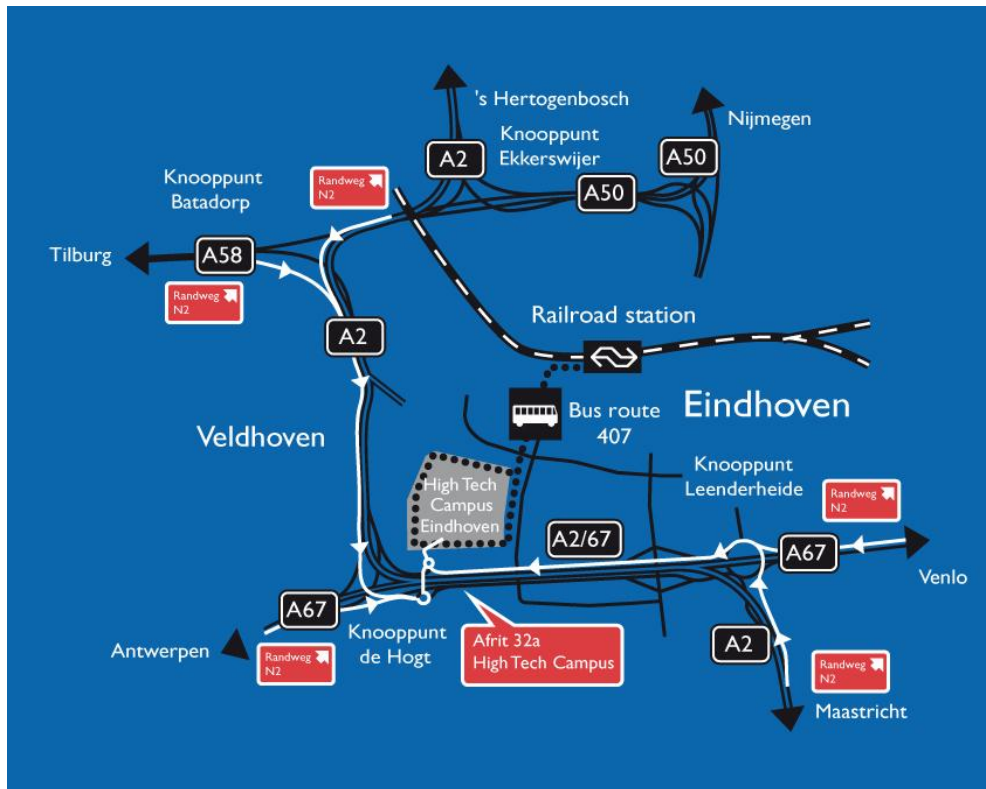 's Hertogenbosch
Nijmegen
Knooppunt
Ekkerswijer
A2
A50
A50
Knooppunt
Batadorp
Randweg
N2
Tilburg
A58
Randweg
N2
A2
Railroad station
Bus route
407
Eindhoven
Veldhoven
Knooppunt
Leenderheide
High Tech
Campus
Eindhoven
Randweg
N2
A2/67
A67
Venlo
A67
Antwerpen
Randweg
N2
Knooppunt
de Hogt
Afrit 32a
High Tech Campus
A2
Randweg
N2
Maastricht